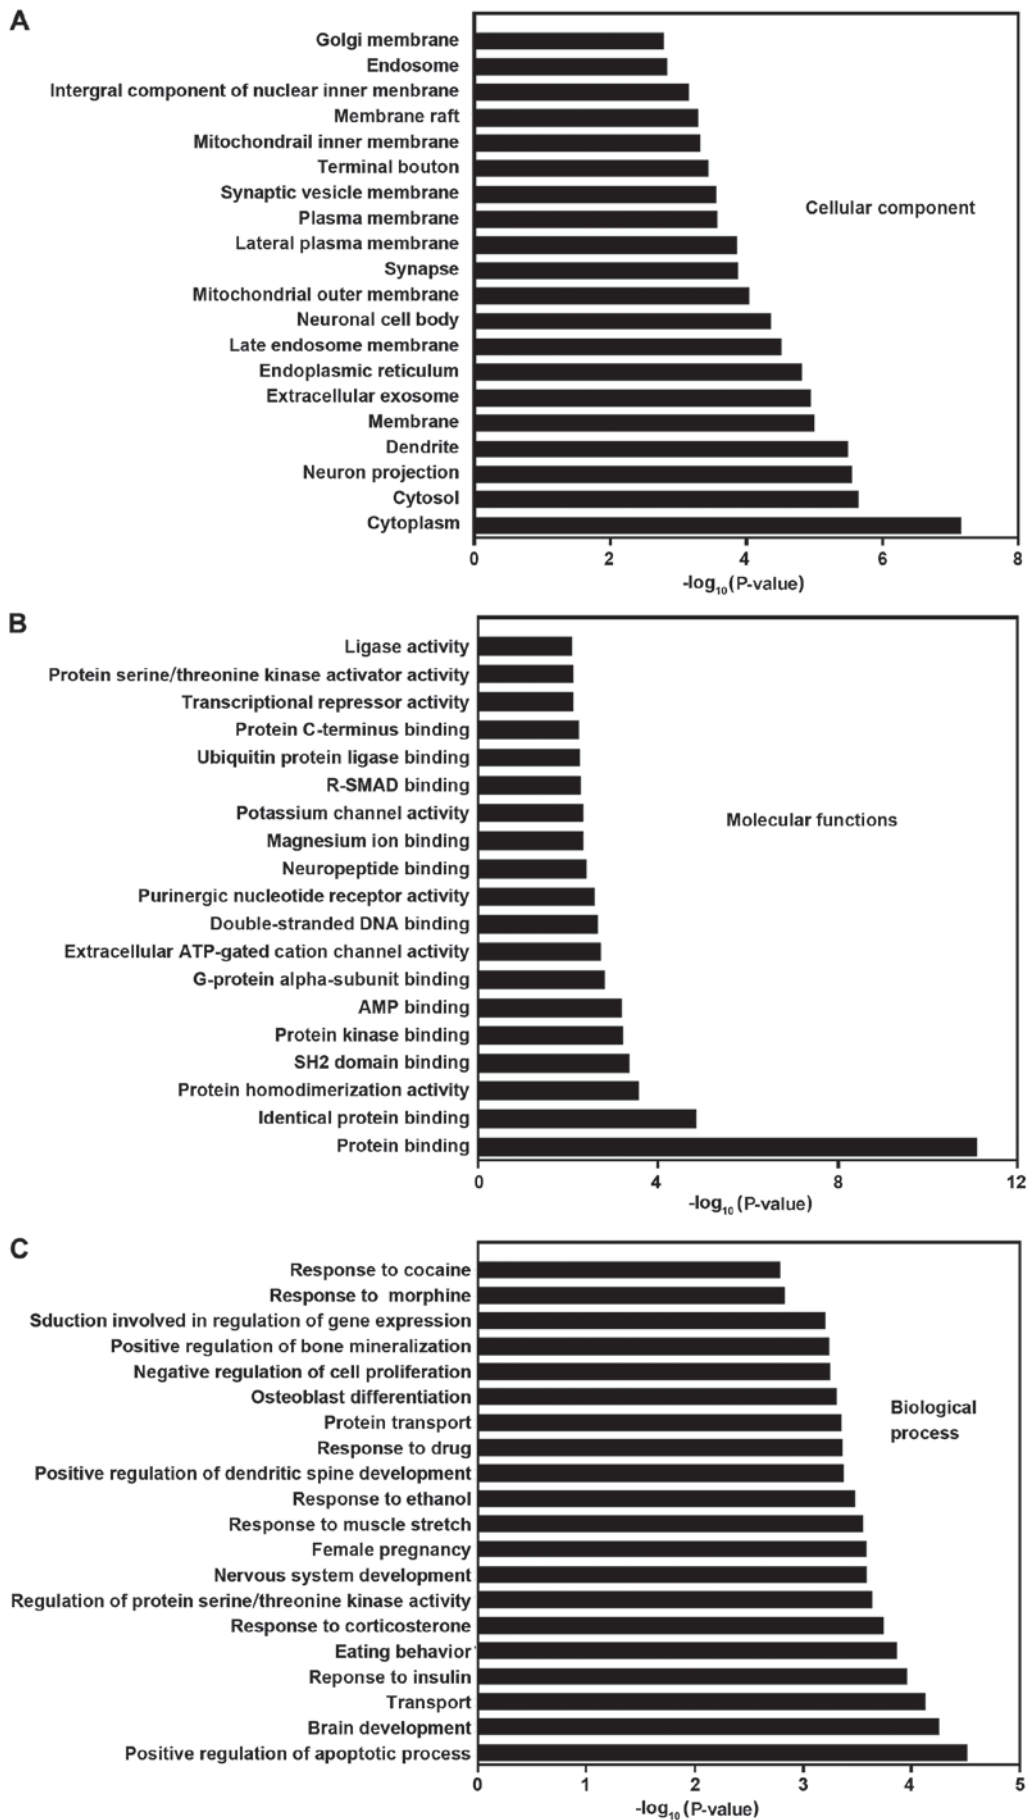 A
Golgi membrane
Endosome
Intergral component of nuclear inner menbrane
Membrane raft
Mitochondrail inner membrane
Terminal bouton
Synaptic vesicle membrane
Plasma membrane
Lateral plasma membrane
Synapse
Mitochondrial outer membrane
Neuronal cell body
Late endosome membrane
Endoplasmic reticulum
Extracellular exosome
Membrane
Dendrite
Neuron projection
Cytosol
Cytoplasm
Cellular component
0 2 4 6 8
-log10(P-value)
B
Ligase activity
Protein serine/threonine kinase activator activity
Transcriptional repressor activity
Protein C-terminus binding
Ubiquitin protein ligase binding
R-SMAD binding
Potassium channel activity
Magnesium ion binding
Neuropeptide binding
Purinergic nucleotide receptor activity
Double-stranded DNA binding
Extracellular ATP-gated cation channel activity
G-protein alpha-subunit binding
AMP binding
Protein kinase binding
SH2 domain binding
Protein homodimerization activity
Identical protein binding
Protein binding
Molecular functions
0 4 8 12
-log10 (P-value)
C
Response to cocaine
Response to morphine
Sduction involved in regulation of gene expression
Positive regulation of bone mineralization
Negative regulation of cell proliferation
Osteoblast differentiation
Protein transport
Response to drug
Positive regulation of dendritic spine development
Response to ethanol
Response to muscle stretch
Female pregnancy
Nervous system development
Regulation of protein serine/threonine kinase activity
Response to corticosterone
Eating behavior
Reponse to insulin
Transport
Brain development
Positive regulation of apoptotic process
Biological
process
0 1 2 3 4 5
-log10 (P-value)